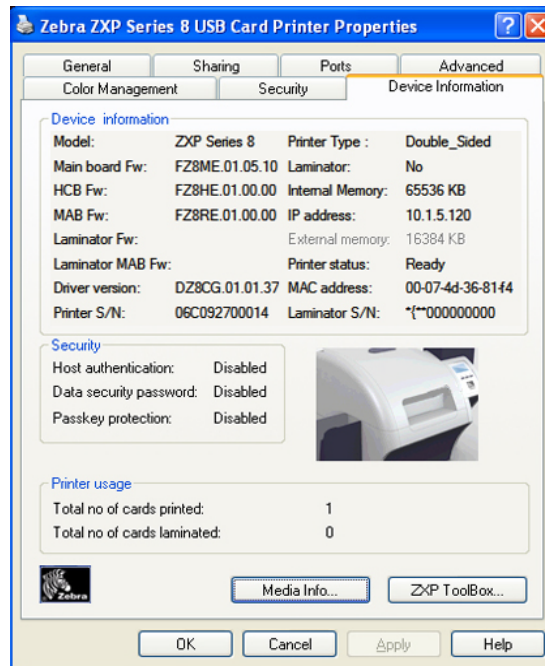 Zebra ZXP Series 8 USB Card Printer Properties
General Sharing Ports Advanced
Color Management Security Device Information
Device information
Model: ZXP Series 8 Printer Type : Double_Sided
Main board Fw: FZ8ME.01.05.10 Laminator: No
HCB Fw: FZ8HE.01.00.00 Internal Memory: 65536 KB
MAB Fw: FZ8RE.01.00.00 IP address: 10.1.5.120
Laminator Fw: External memory: 16384 KB
Laminator MAB Fw: Printer status: Ready
Driver version: DZ8CG.01.01.37 MAC address: 00-07-4d-36-81-f4
Printer S/N: 06C092700014 Laminator S/N: *{**000000000
Security
Host authentication: Disabled
Data security password: Disabled
Passkey protection: Disabled
Printer usage
Total no of cards printed: 1
Total no of cards laminated: 0
Zebra
Media Info... ZXP ToolBox...
OK Cancel Apply Help